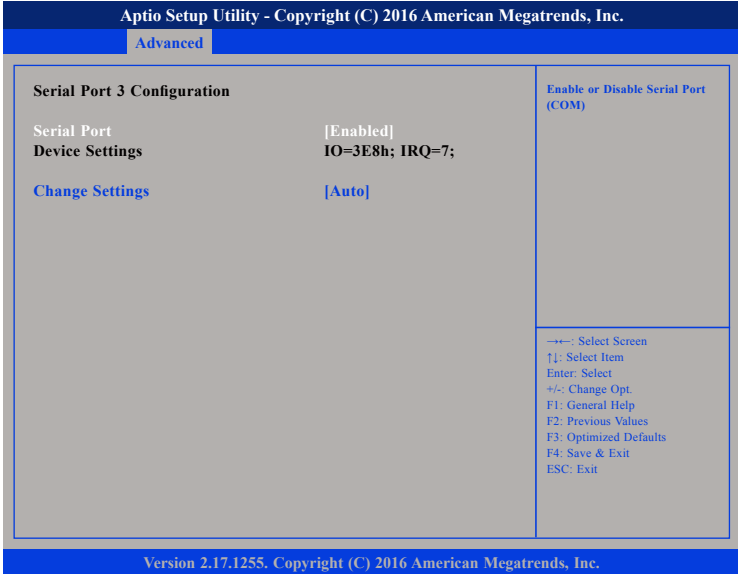 Aptio Setup Utility - Copyright (C) 2016 American Megatrends, Inc.
Advanced
Serial Port 3 Configuration
Serial Port [Enabled]
Device Settings IO=3E8h; IRQ=7;
Change Settings [Auto]
Enable or Disable Serial Port
(COM)
→←: Select Screen
↑↓: Select Item
Enter: Select
+/-: Change Opt.
F1: General Help
F2: Previous Values
F3: Optimized Defaults
F4: Save & Exit
ESC: Exit
Version 2.17.1255. Copyright (C) 2016 American Megatrends, Inc.